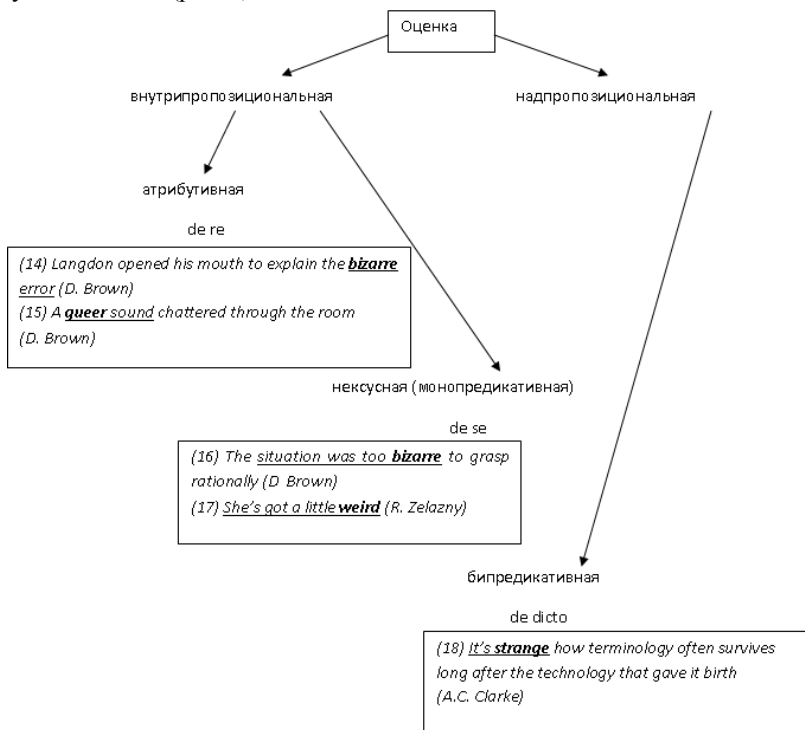 Оценка
внутрипропозициональная
надпропозициональная
атрибутивная
de re
(14) Langdon opened his mouth to explain the bizarre
error (D. Brown)
(15) A queer sound chattered through the room
(D. Brown)
нексусная (монопредикативная)
de se
(16) The situation was too bizarre to grasp
rationally (D Brown)
(17) She's got a little weird (R. Zelazny)
бипредикативная
de dicto
(18) It's strange how terminology often survives
long after the technology that gave it birth
(A.C. Clarke)